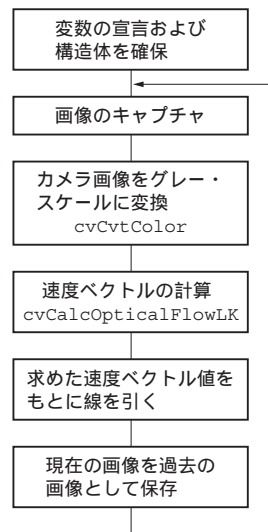 変数の宣言および
構造体を確保
画像のキャプチャ
カメラ画像をグレー・
スケールに変換
cvCvtColor
速度ベクトルの計算
cvCalcOpticalFlowLK
求めた速度ベクトル値を
もとに線を引く
現在の画像を過去の
画像として保存